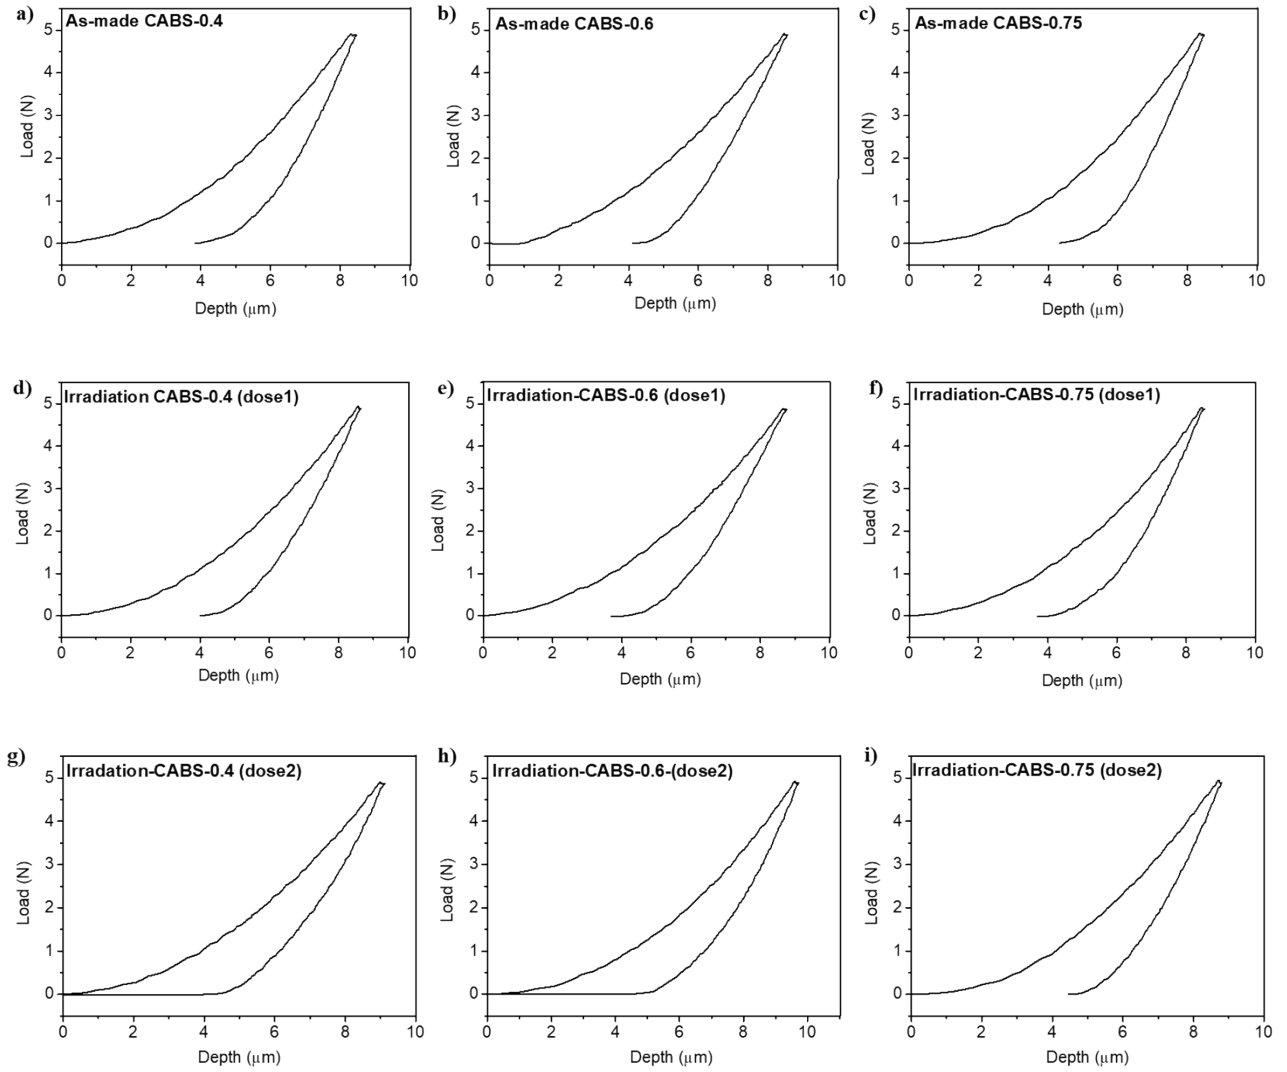 a)
As-made CABS-0.4
5
4
3
2
1
0
Load (N)
0 2 4 6 8 10
Depth (μm)
b)
As-made CABS-0.6
5
4
3
2
1
0
Load (N)
0 2 4 6 8 10
Depth (μm)
c)
As-made CABS-0.75
5
4
3
2
1
0
Load (N)
0 2 4 6 8 10
Depth (μm)
d)
Irradiation CABS-0.4 (dose1)
5
4
3
2
1
0
Load (N)
0 2 4 6 8 10
Depth (μm)
e)
Irradiation-CABS-0.6 (dose1)
5
4
3
2
1
0
Load (N)
0 2 4 6 8 10
Depth (μm)
f)
Irradiation-CABS-0.75 (dose1)
5
4
3
2
1
0
Load (N)
0 2 4 6 8 10
Depth (μm)
g)
Irradation-CABS-0.4 (dose2)
5
4
3
2
1
0
Load (N)
0 2 4 6 8 10
Depth (μm)
h)
Irradiation-CABS-0.6-(dose2)
5
4
3
2
1
0
Load (N)
0 2 4 6 8 10
Depth (μm)
i)
Irradiation-CABS-0.75 (dose2)
5
4
3
2
1
0
Load (N)
0 2 4 6 8 10
Depth (μm)